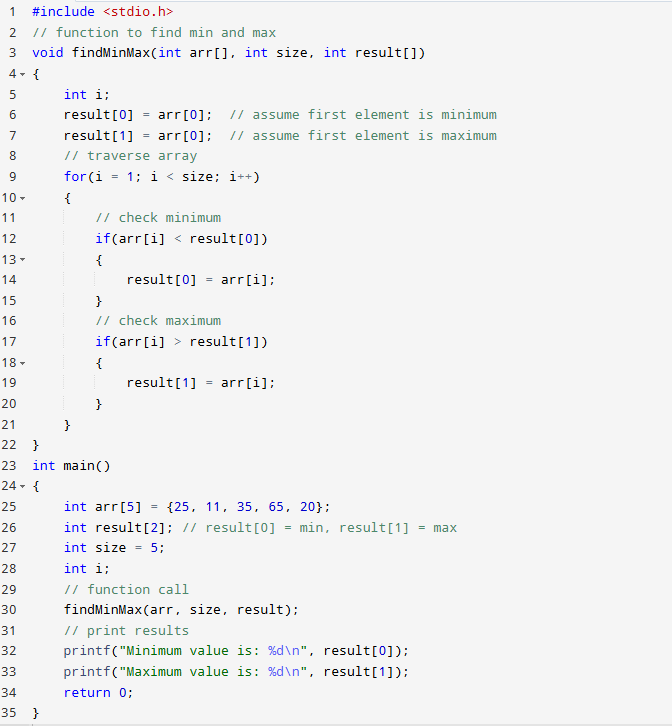 1 #include <stdio.h>
2 // function to find min and max
3 void findMinMax(int arr[], int size, int result[])
4 {
5     int i;
6     result[0] = arr[0];  // assume first element is minimum
7     result[1] = arr[0];  // assume first element is maximum
8     // traverse array
9     for(i = 1; i < size; i++)
10     {
11         // check minimum
12         if(arr[i] < result[0])
13         {
14             result[0] = arr[i];
15         }
16         // check maximum
17         if(arr[i] > result[1])
18         {
19             result[1] = arr[i];
20         }
21     }
22 }
23 int main()
24 {
25     int arr[5] = {25, 11, 35, 65, 20};
26     int result[2]; // result[0] = min, result[1] = max
27     int size = 5;
28     int i;
29     // function call
30     findMinMax(arr, size, result);
31     // print results
32     printf("Minimum value is: %d\n", result[0]);
33     printf("Maximum value is: %d\n", result[1]);
34     return 0;
35 }